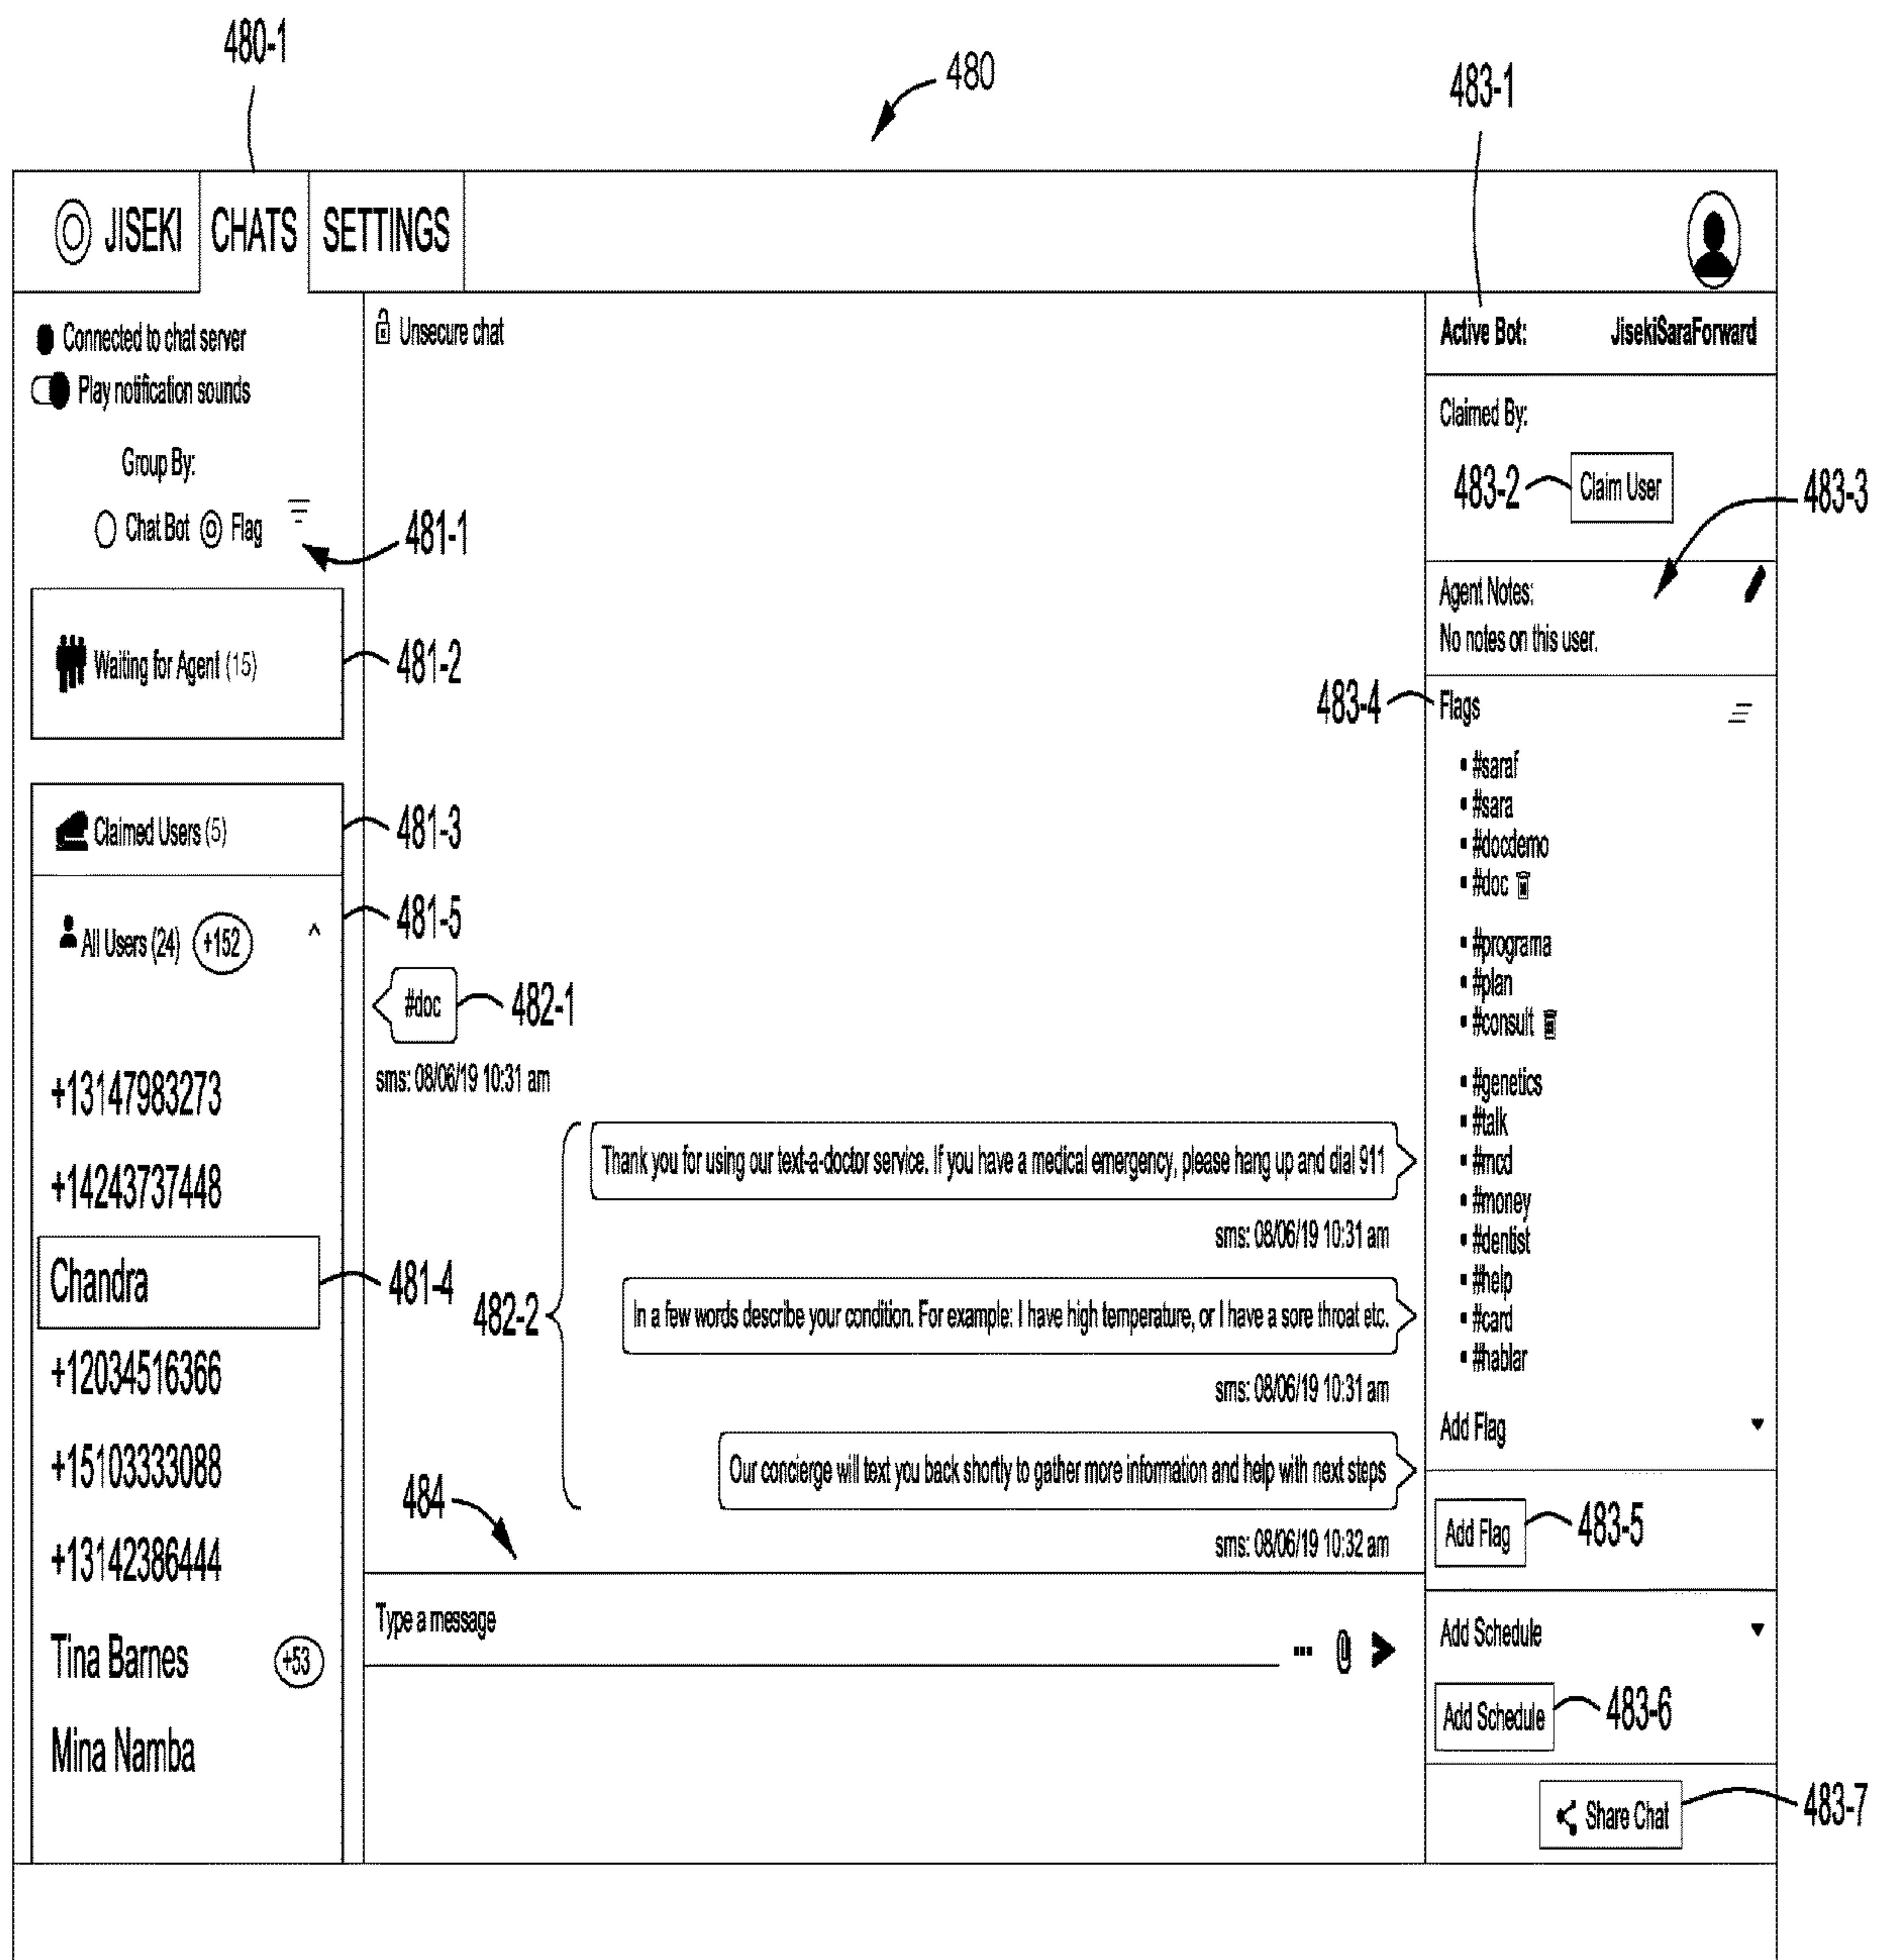 480-1
480
483-1
JISEKI CHATS SETTINGS
Connected to chat server
Play notification sounds
Group By:
Chat Bot Flag
481-1
Waiting for Agent (15)
481-2
Claimed Users (5)
481-3
All Users (24) +152 ^
481-5
+13147983273
+14243737448
Chandra
481-4
+12034516366
+15103333088
+13142386444
Tina Barnes +53
Mina Namba
Unsecure chat
#doc
482-1
sms: 08/06/19 10:31 am
482-2
Thank you for using our text-a-doctor service. If you have a medical emergency, please hang up and dial 911
sms: 08/06/19 10:31 am
In a few words describe your condition. For example: I have high temperature, or I have a sore throat etc.
sms: 08/06/19 10:31 am
Our concierge will text you back shortly to gather more information and help with next steps
sms: 08/06/19 10:32 am
484
Type a message
Active Bot: JisekiSaraForward
Claimed By:
483-2
Claim User
483-3
Agent Notes:
No notes on this user.
483-4
Flags
#saraf
#sara
#docdemo
#doc
#programa
#plan
#consult
#genetics
#talk
#mcd
#money
#dentist
#help
#card
#hablar
Add Flag
Add Flag
483-5
Add Schedule
Add Schedule
483-6
Share Chat
483-7